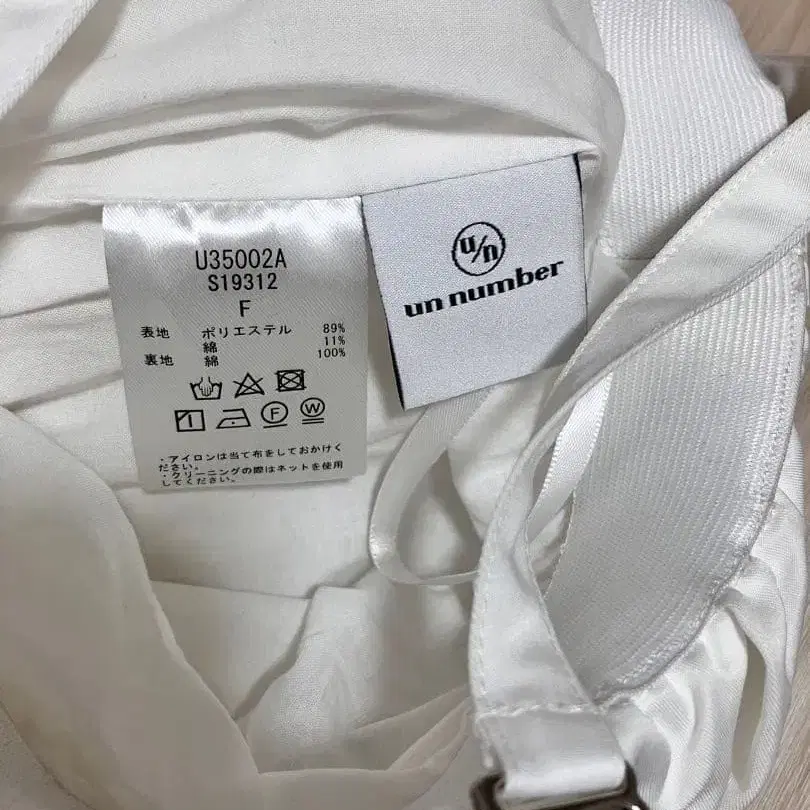 U35002A
S19312
F
表地 ポリエステル 89%
綿 11%
裏地 綿 100%
F
W
・アイロンは当て布をしておかけく
ださい。
・クリーニングの際はネットを使用
してください。
u/n
un number